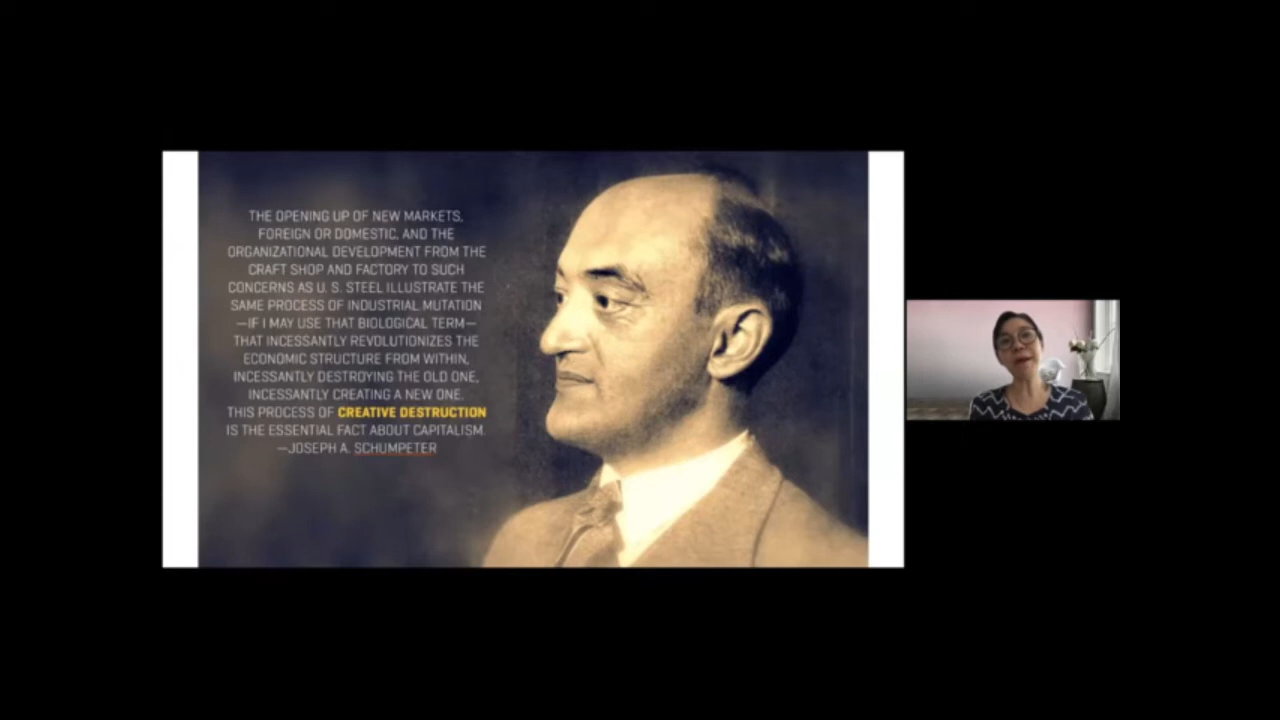 THE OPENING UP OF NEW MARKETS,
FOREIGN OR DOMESTIC, AND THE
ORGANIZATIONAL DEVELOPMENT FROM THE
CRAFT SHOP AND FACTORY TO SUCH
CONCERNS AS U. S. STEEL ILLUSTRATE THE
SAME PROCESS OF INDUSTRIAL MUTATION
—IF I MAY USE THAT BIOLOGICAL TERM—
THAT INCESSANTLY REVOLUTIONIZES THE
ECONOMIC STRUCTURE FROM WITHIN,
INCESSANTLY DESTROYING THE OLD ONE,
INCESSANTLY CREATING A NEW ONE.
THIS PROCESS OF CREATIVE DESTRUCTION
IS THE ESSENTIAL FACT ABOUT CAPITALISM.
—JOSEPH A. SCHUMPETER